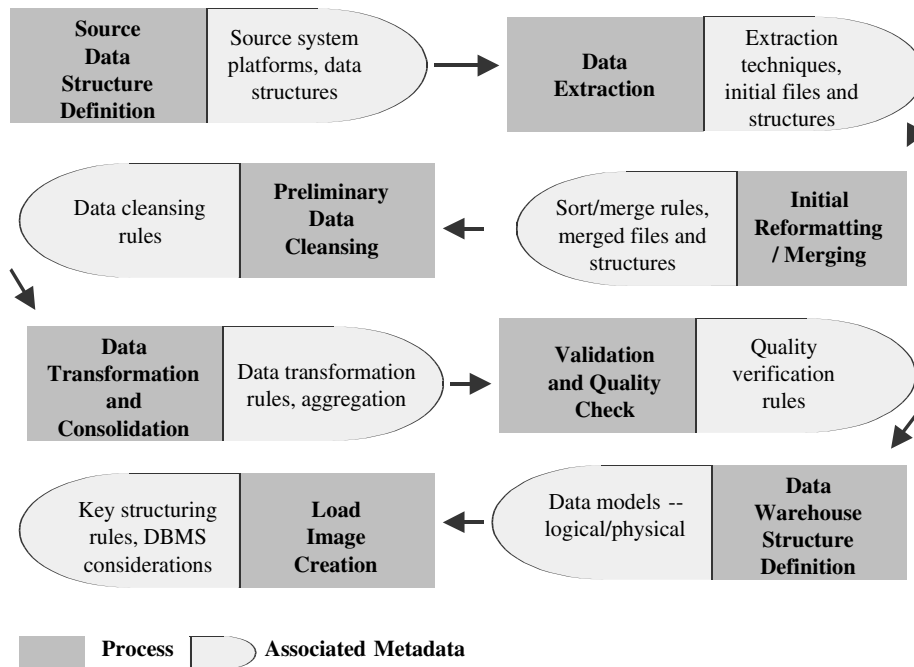 Source
Data
Structure
Definition
Source system
platforms, data
structures
Data
Extraction
Extraction
techniques,
initial files and
structures
Data cleansing
rules
Preliminary
Data
Cleansing
Sort/merge rules,
merged files and
structures
Initial
Reformatting
/ Merging
Data
Transformation
and
Consolidation
Data transformation
rules, aggregation
Validation
and Quality
Check
Quality
verification
rules
Key structuring
rules, DBMS
considerations
Load
Image
Creation
Data models --
logical/physical
Data
Warehouse
Structure
Definition
Process
Associated Metadata